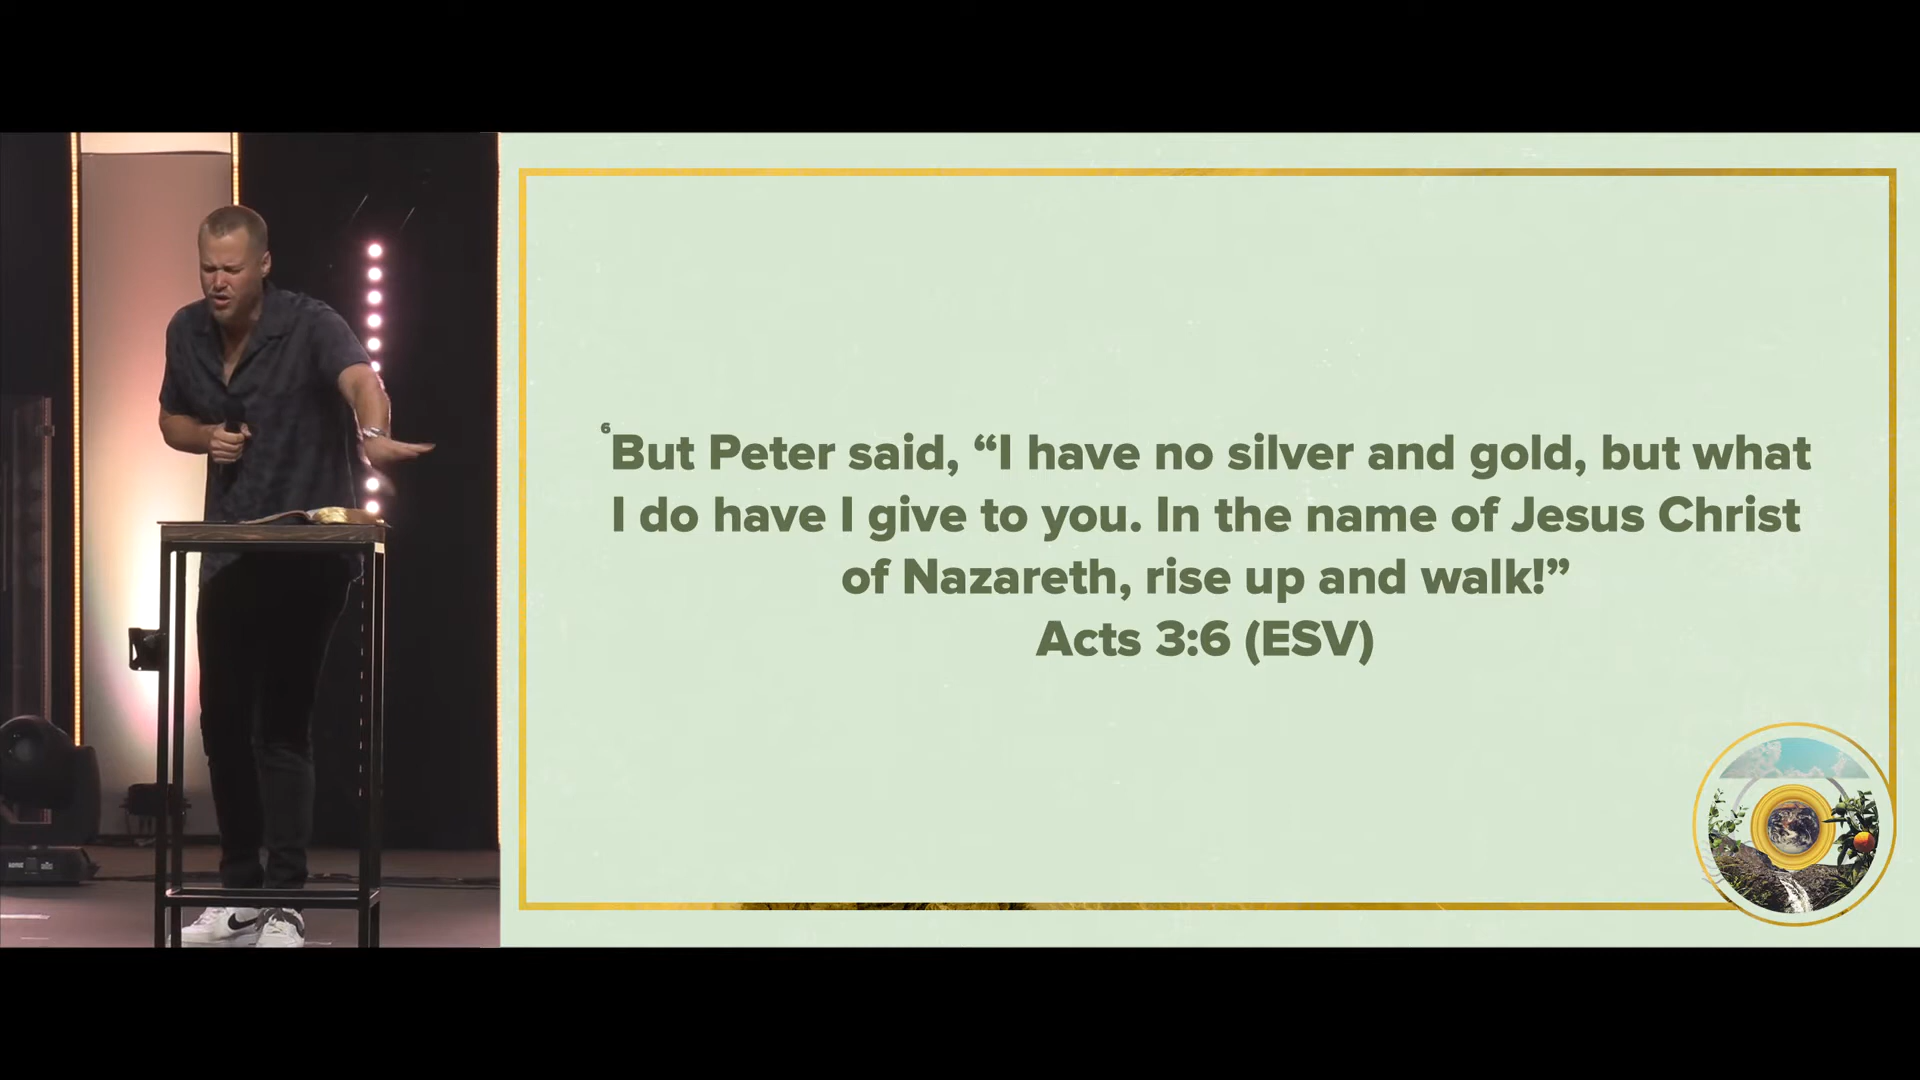 6But Peter said, “I have no silver and gold, but what
I do have I give to you. In the name of Jesus Christ
of Nazareth, rise up and walk!”
Acts 3:6 (ESV)